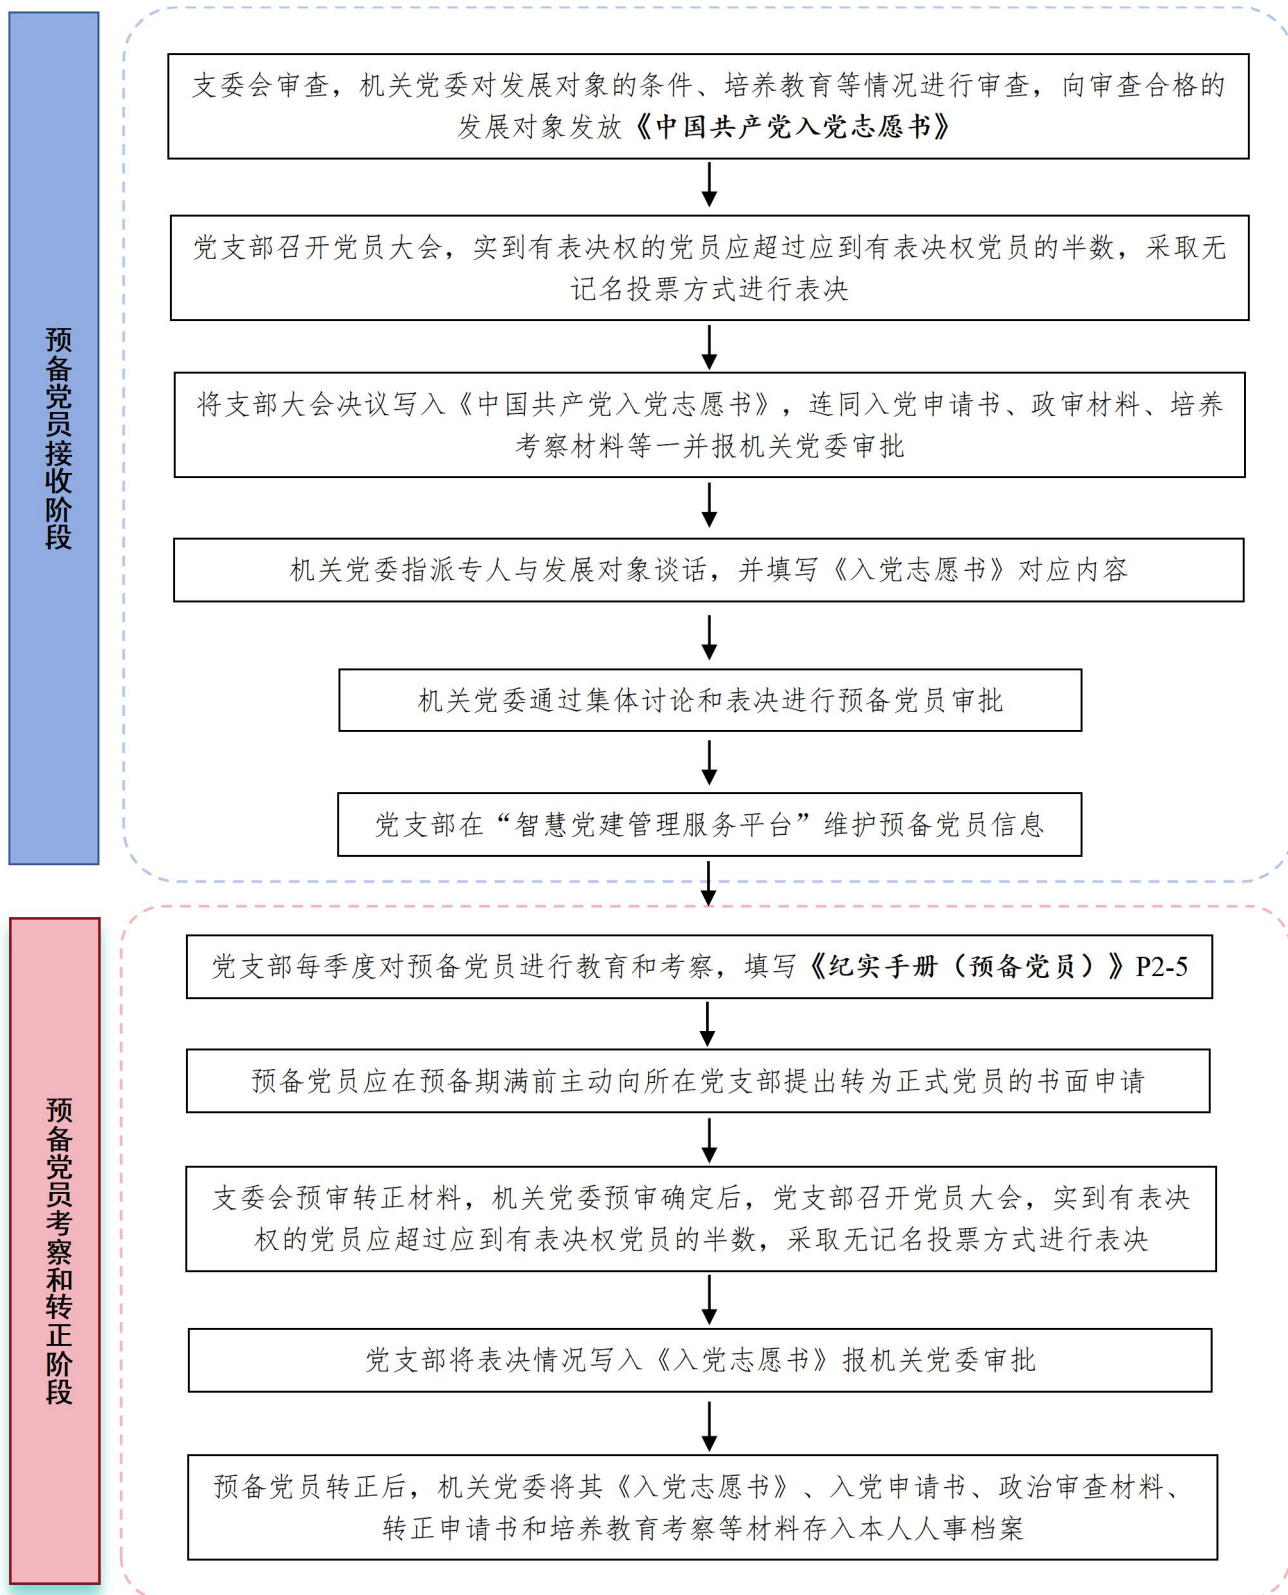 预备党员接收阶段
支委会审查，机关党委对发展对象的条件、培养教育等情况进行审查，向审查合格的
发展对象发放《中国共产党入党志愿书》
党支部召开党员大会，实到有表决权的党员应超过应到有表决权党员的半数，采取无
记名投票方式进行表决
将支部大会决议写入《中国共产党入党志愿书》，连同入党申请书、政审材料、培养
考察材料等一并报机关党委审批
机关党委指派专人与发展对象谈话，并填写《入党志愿书》对应内容
机关党委通过集体讨论和表决进行预备党员审批
党支部在“智慧党建管理服务平台”维护预备党员信息
预备党员考察和转正阶段
党支部每季度对预备党员进行教育和考察，填写《纪实手册（预备党员）》P2-5
预备党员应在预备期满前主动向所在党支部提出转为正式党员的书面申请
支委会预审转正材料，机关党委预审确定后，党支部召开党员大会，实到有表决
权的党员应超过应到有表决权党员的半数，采取无记名投票方式进行表决
党支部将表决情况写入《入党志愿书》报机关党委审批
预备党员转正后，机关党委将其《入党志愿书》、入党申请书、政治审查材料、
转正申请书和培养教育考察等材料存入本人人事档案